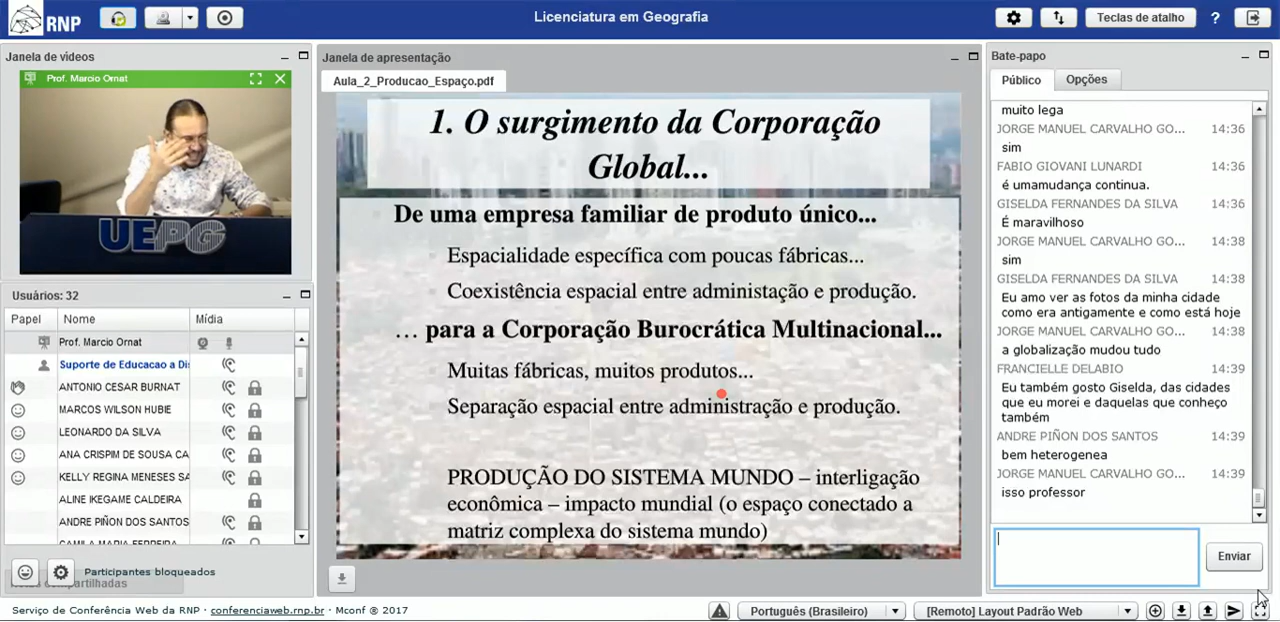 RNP
Licenciatura em Geografia
Teclas de atalho
?
Janela de vídeos
Prof. Marcio Ornat
UEPG
Usuários: 32
Papel Nome Mídia
Prof. Marcio Ornat
Suporte de Educacao a Di
ANTONIO CESAR BURNAT
MARCOS WILSON HUBIE
LEONARDO DA SILVA
ANA CRISPIM DE SOUSA CA
KELLY REGINA MENESES SA
ALINE IKEGAME CALDEIRA
ANDRE PIÑON DOS SANTOS
CAMILA MARIA FERREIRA
Participantes bloqueados
Janela de apresentação
Aula_2_Producao_Espaço.pdf
1. O surgimento da Corporação
Global...
De uma empresa familiar de produto único...
Espacialidade específica com poucas fábricas...
Coexistência espacial entre administação e produção.
... para a Corporação Burocrática Multinacional...
Muitas fábricas, muitos produtos...
Separação espacial entre administração e produção.
PRODUÇÃO DO SISTEMA MUNDO – interligação
econômica – impacto mundial (o espaço conectado a
matriz complexa do sistema mundo)
Bate-papo
Público Opções
muito lega
JORGE MANUEL CARVALHO GO... 14:36
sim
FABIO GIOVANI LUNARDI 14:36
é umamudança continua.
GISELDA FERNANDES DA SILVA 14:36
É maravilhoso
JORGE MANUEL CARVALHO GO... 14:38
sim
GISELDA FERNANDES DA SILVA 14:38
Eu amo ver as fotos da minha cidade
como era antigamente e como está hoje
JORGE MANUEL CARVALHO GO... 14:38
a globalização mudou tudo
FRANCIELLE DELABIO 14:39
Eu também gosto Giselda, das cidades
que eu morei e daquelas que conheço
também
ANDRE PIÑON DOS SANTOS 14:39
bem heterogenea
JORGE MANUEL CARVALHO GO... 14:39
isso professor
Enviar
Serviço de Conferência Web da RNP · conferenciaweb.rnp.br · Mconf ® 2017
Português (Brasileiro)
[Remoto] Layout Padrão Web